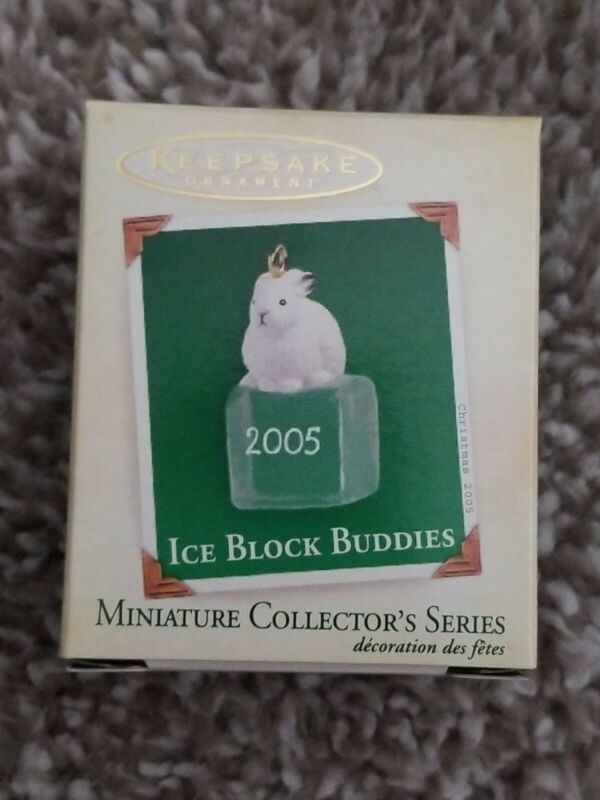 KEEPSAKE
ORNAMENT
2005
Christmas 2005
ICE BLOCK BUDDIES
MINIATURE COLLECTOR'S SERIES
décoration des fêtes